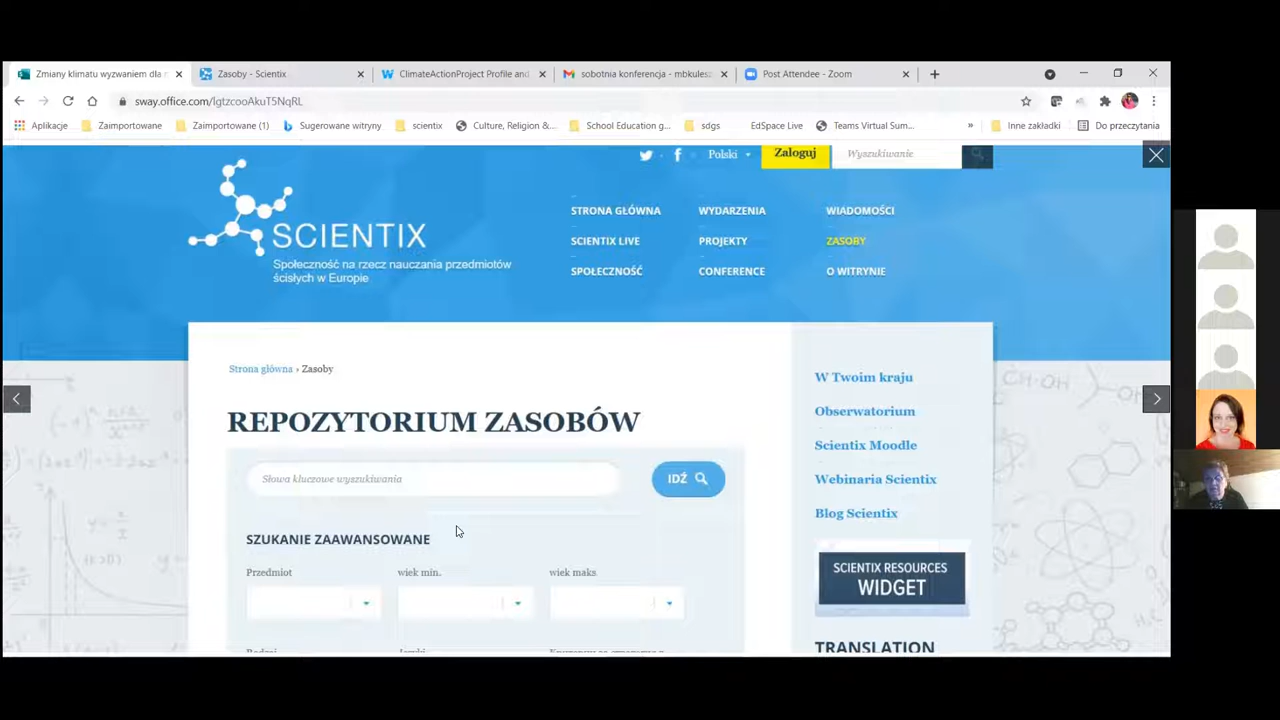 Zmiany klimatu wyzwaniem dla r
Zasoby - Scientix
ClimateActionProject Profile and
sobotnia konferencja - mbkules
Post Attendee - Zoom
sway.office.com/IgtzcooAkuT5NqRL
Aplikacje
Zaimportowane
Zaimportowane (1)
Sugerowane witryny
scientix
Culture, Religion &...
School Education g...
sdgs
EdSpace Live
Teams Virtual Sum...
»
Inne zakładki
Do przeczytania
Polski
Zaloguj
Wyszukiwanie
SCIENTIX
Społeczność na rzecz nauczania przedmiotów
ścisłych w Europie
STRONA GŁÓWNA
WYDARZENIA
WIADOMOŚCI
SCIENTIX LIVE
PROJEKTY
ZASOBY
SPOŁECZNOŚĆ
CONFERENCE
O WITRYNIE
Strona główna › Zasoby
REPOZYTORIUM ZASOBÓW
Słowa kluczowe wyszukiwania
IDŹ
SZUKANIE ZAAWANSOWANE
Przedmiot
wiek min.
wiek maks
W Twoim kraju
Obserwatorium
Scientix Moodle
Webinaria Scientix
Blog Scientix
SCIENTIX RESOURCES
WIDGET
TRANSLATION